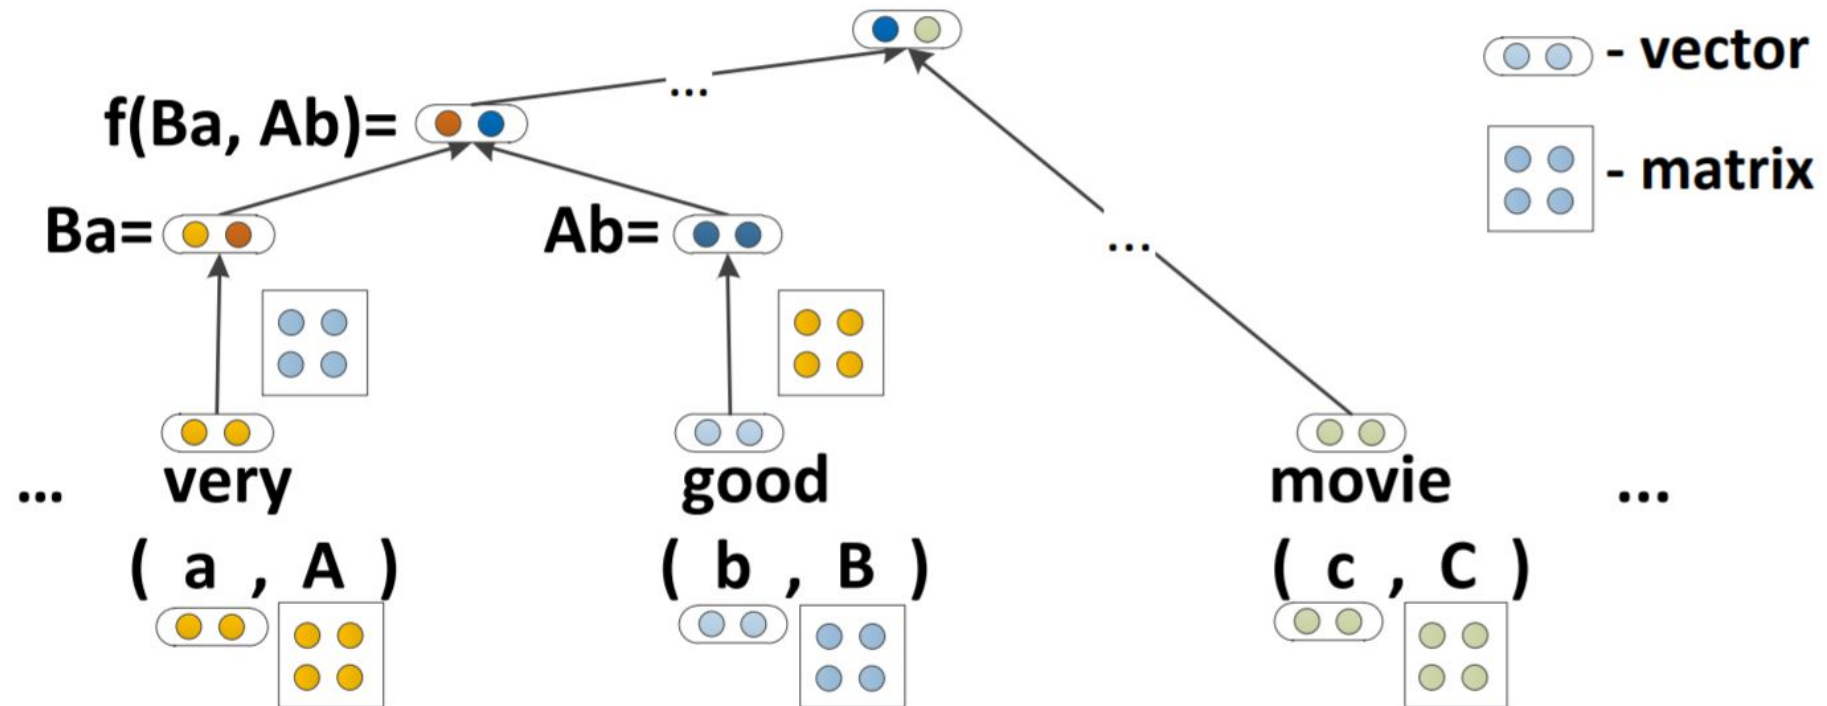 - vector
...
f(Ba, Ab)=
- matrix
Ba=
Ab=
...
... very good movie ...
( a , A ) ( b , B ) ( c , C )